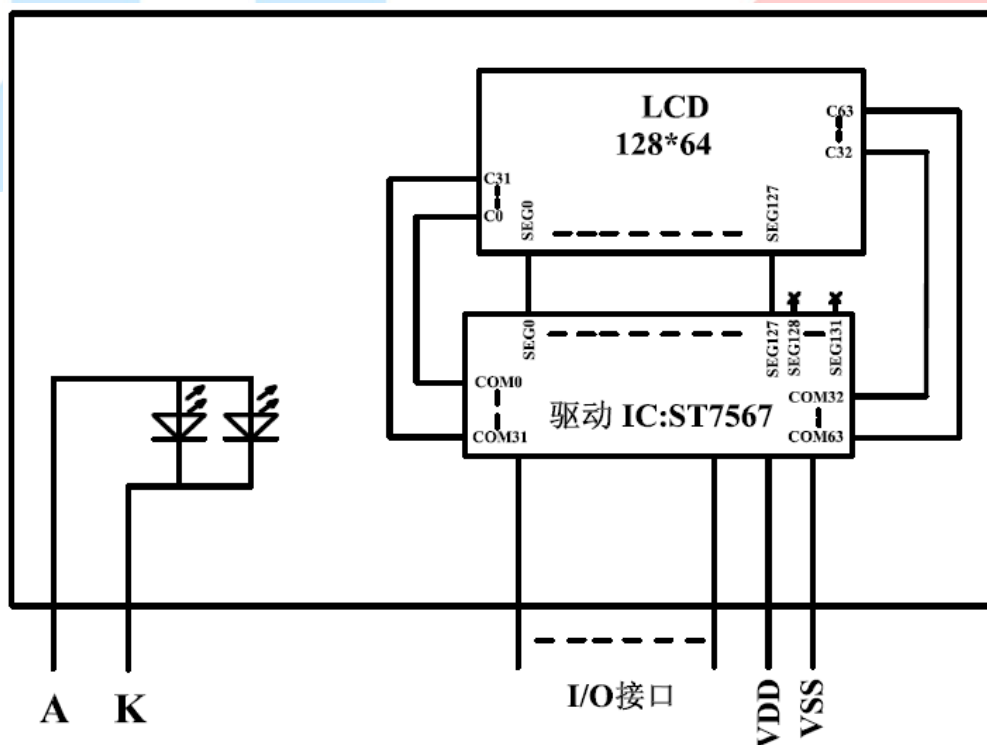 LCD
128*64
C63
C32
C31
C0
SEG0
SEG127
SEG0
SEG127
SEG128
SEG131
COM0
COM31
驱动 IC:ST7567
COM32
COM63
A
K
I/O接口
VDD
VSS